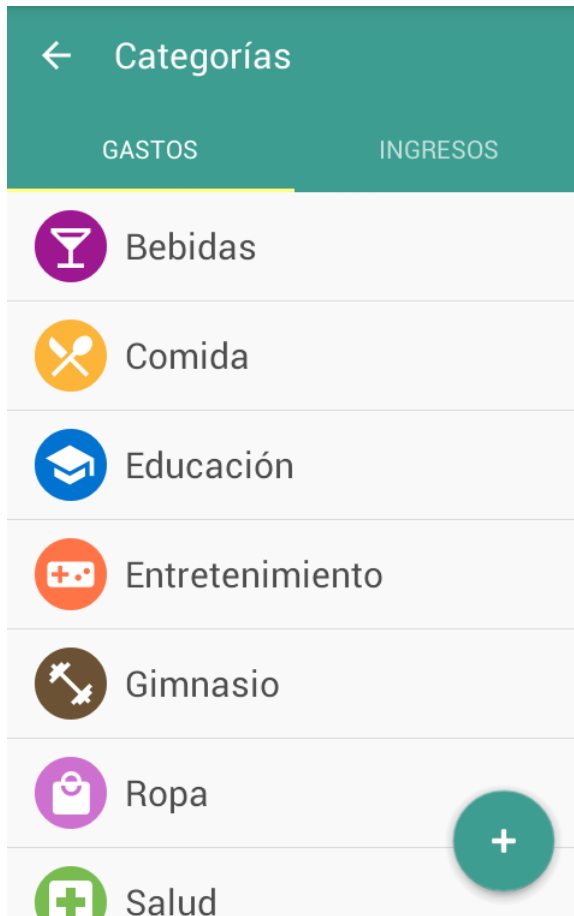 Categorías
GASTOS INGRESOS
Bebidas
Comida
Educación
Entretenimiento
Gimnasio
Ropa
Salud